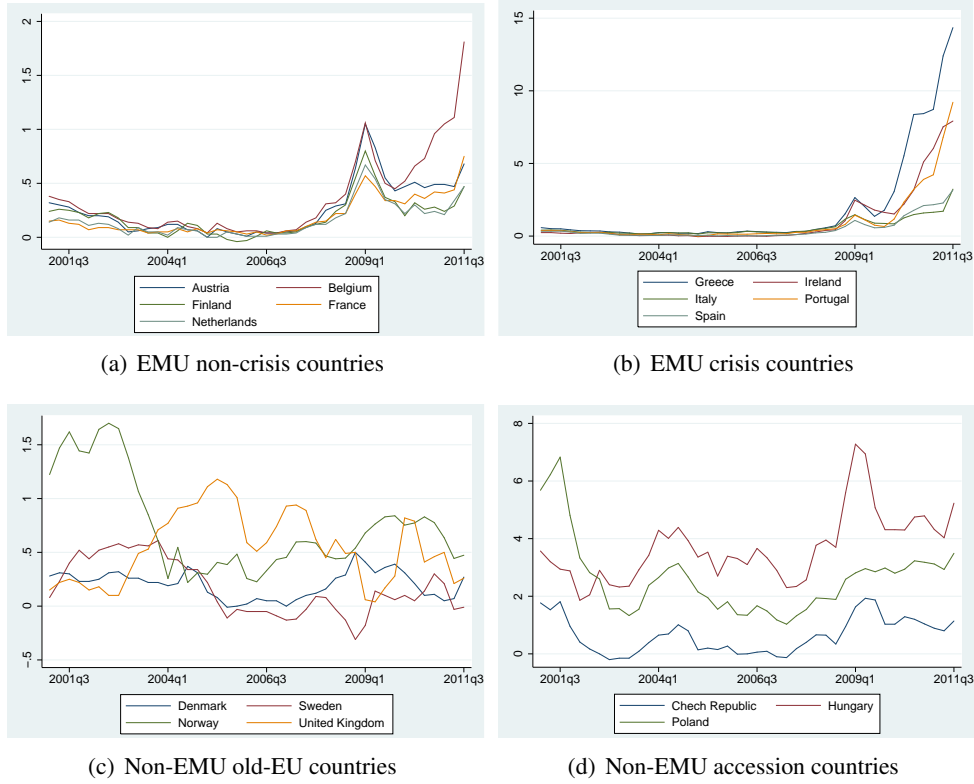 2
1.5
1
.5
0
2001q3 2004q1 2006q3 2009q1 2011q3
Austria Belgium
Finland France
Netherlands
(a) EMU non-crisis countries
15
10
5
0
2001q3 2004q1 2006q3 2009q1 2011q3
Greece Ireland
Italy Portugal
Spain
(b) EMU crisis countries
1.5
1
.5
0
-.5
2001q3 2004q1 2006q3 2009q1 2011q3
Denmark Sweden
Norway United Kingdom
(c) Non-EMU old-EU countries
8
6
4
2
0
2001q3 2004q1 2006q3 2009q1 2011q3
Chech Republic Hungary
Poland
(d) Non-EMU accession countries